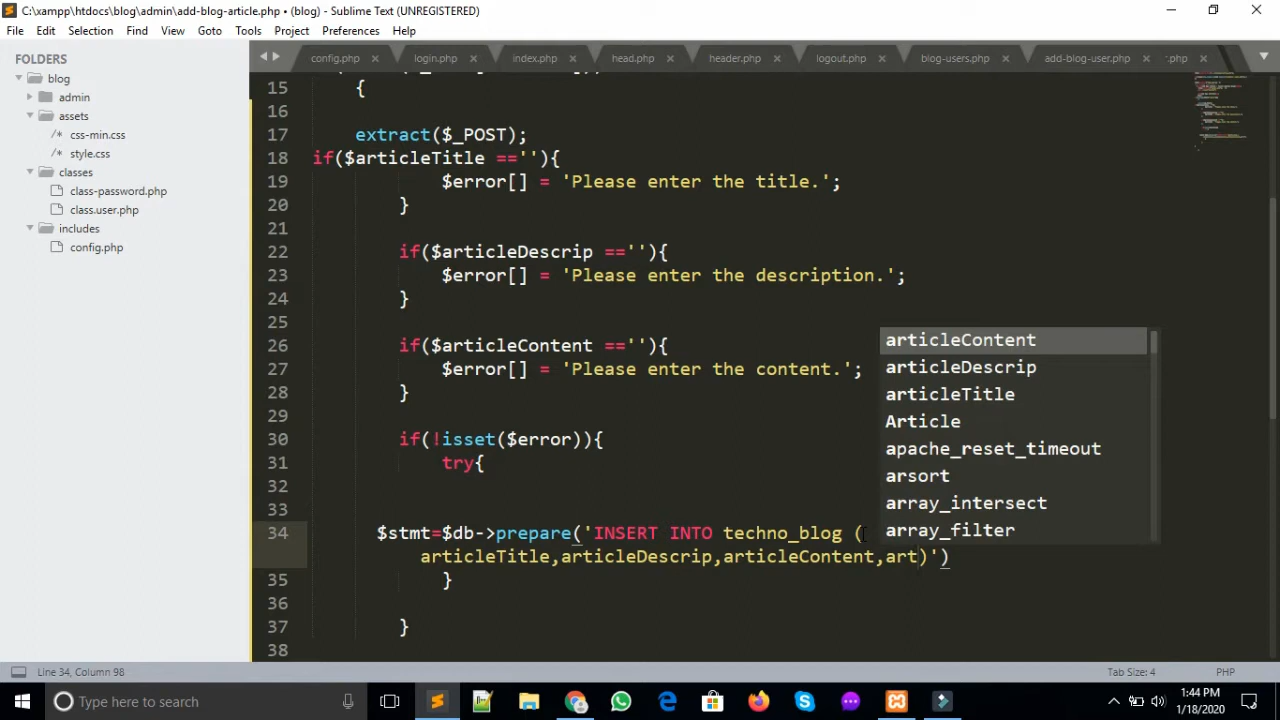 C:\xampp\htdocs\blog\admin\add-blog-article.php • (blog) - Sublime Text (UNREGISTERED)
File Edit Selection Find View Goto Tools Project Preferences Help
FOLDERS
blog
admin
assets
/* css-min.css
/* style.css
classes
class-password.php
class.user.php
includes
config.php
config.php × login.php × index.php × head.php × header.php × logout.php × blog-users.php × add-blog-user.php × .php ×
15 {
16
17 extract($_POST);
18 if($articleTitle ==''){
19 $error[] = 'Please enter the title.';
20 }
21
22 if($articleDescrip ==''){
23 $error[] = 'Please enter the description.';
24 }
25
26 if($articleContent ==''){
27 $error[] = 'Please enter the content.';
28 }
29
30 if(!isset($error)){
31 try{
32
33
34 $stmt=$db->prepare('INSERT INTO techno_blog (
articleTitle,articleDescrip,articleContent,art)')
35 }
36
37 }
38
articleContent
articleDescrip
articleTitle
Article
apache_reset_timeout
arsort
array_intersect
array_filter
Line 34, Column 98
Tab Size: 4 PHP
Type here to search
1:44 PM
1/18/2020